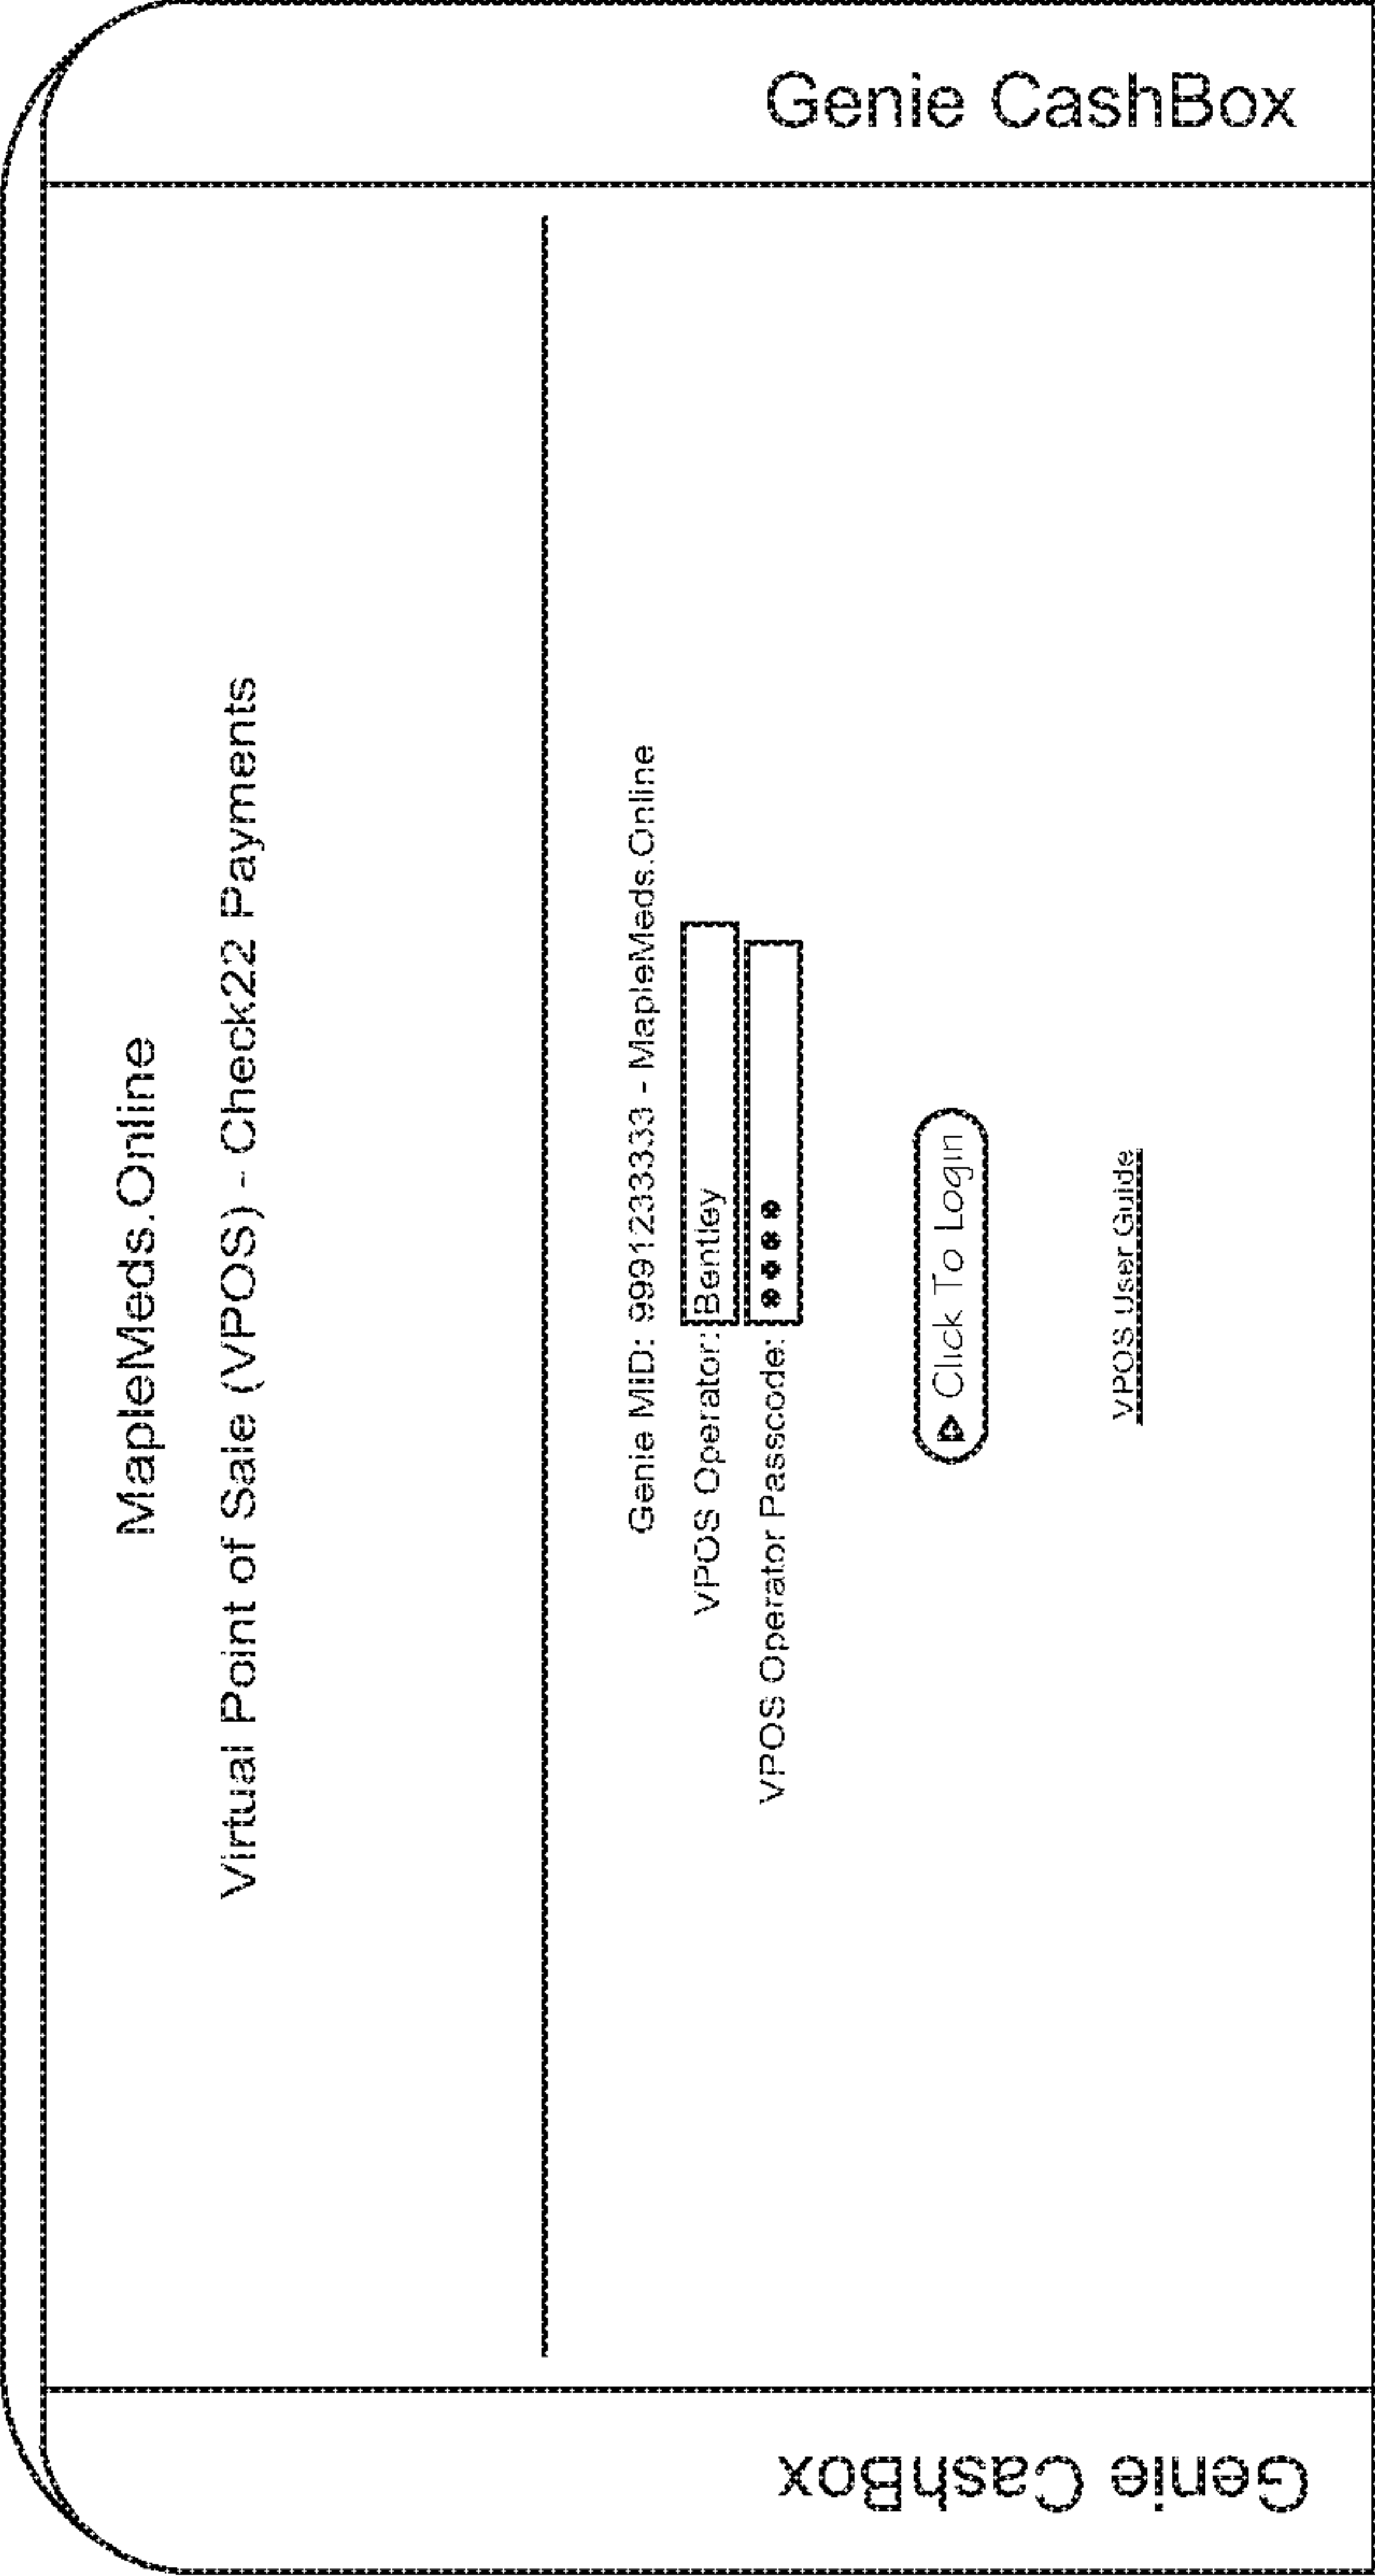 MapleMeds.Online
Virtual Point of Sale (VPOS) - Check22 Payments
Genie MID: 999123333 - MapleMeds.Online
VPOS Operator: Bentley
VPOS Operator Passcode: ●●●●
▶ Click To Login
VPOS User Guide
Genie CashBox
Genie CashBox